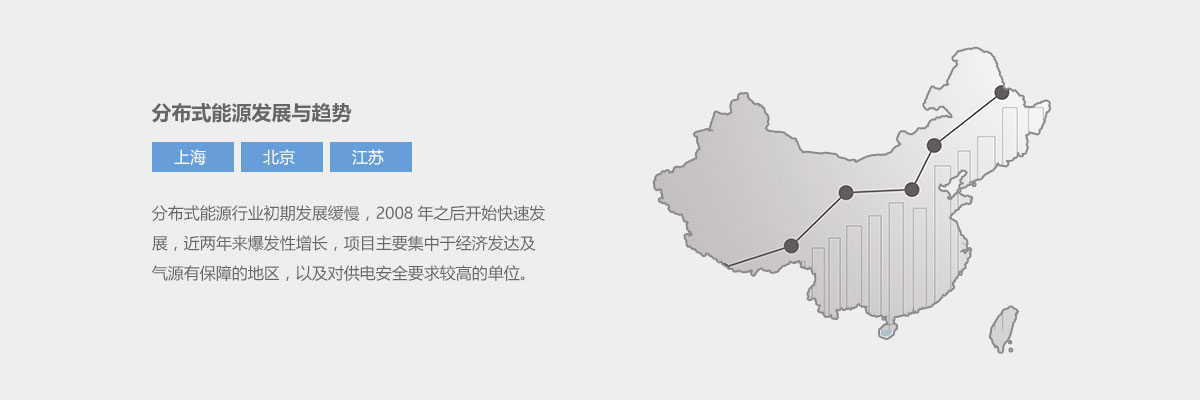 分布式能源发展与趋势
上海 北京 江苏
分布式能源行业初期发展缓慢，2008 年之后开始快速发
展，近两年来爆发性增长，项目主要集中于经济发达及
气源有保障的地区，以及对供电安全要求较高的单位。